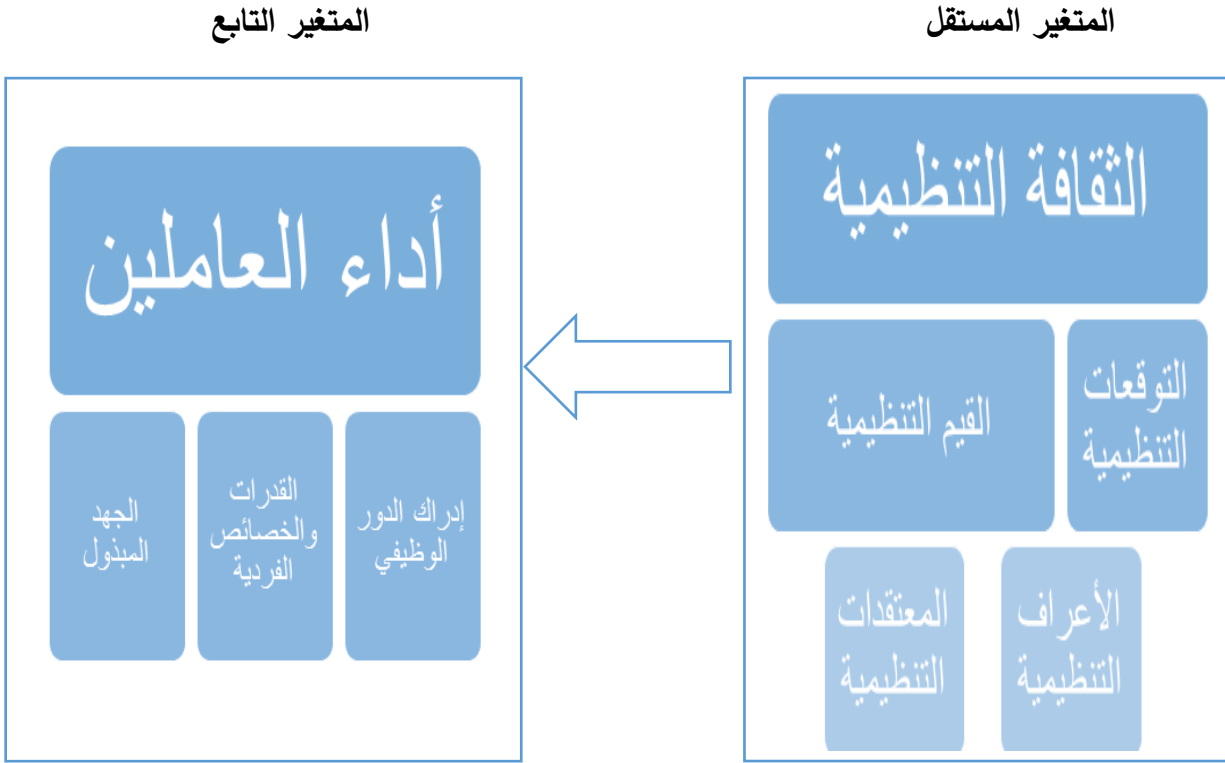 المتغير المستقل
المتغير التابع
الثقافة التنظيمية
التوقعات
التنظيمية
القيم التنظيمية
الأعراف
التنظيمية
المعتقدات
التنظيمية
أداء العاملين
إدراك الدور
الوظيفي
القدرات
والخصائص
الفردية
الجهد
المبذول